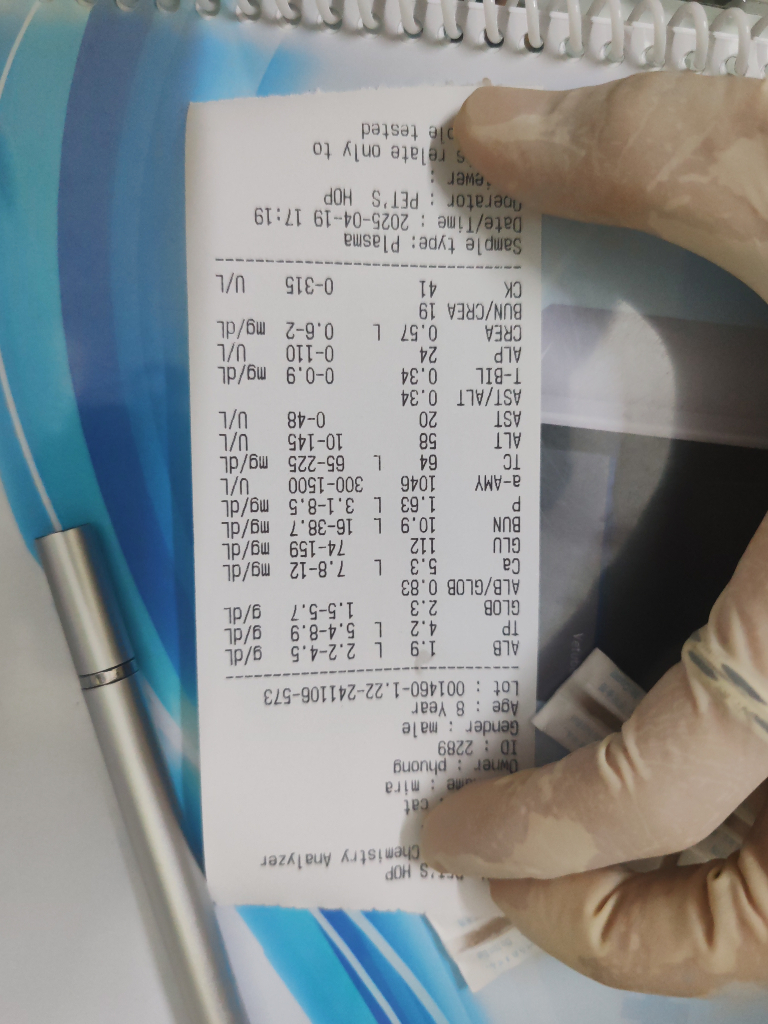 PET'S HOP
Chemistry Analyzer
: cat
: mira
Owner : phuong
ID : 2289
Gender : male
Age : 8 Year
Lot : 001460-1.22-241106-573
--------------------------------
ALB 1.9 L 2.2-4.5 g/dL
TP 4.2 L 5.4-8.9 g/dL
GLOB 2.3 1.5-5.7 g/dL
ALB/GLOB 0.83
Ca 5.3 L 7.8-12 mg/dL
GLU 112 74-159 mg/dL
BUN 10.9 L 16-38.7 mg/dL
P 1.63 L 3.1-8.5 mg/dL
a-AMY 1046 300-1500 U/L
TC 64 L 65-225 mg/dL
ALT 58 10-145 U/L
AST 20 0-48 U/L
AST/ALT 0.34
T-BIL 0.34 0-0.9 mg/dL
ALP 24 0-110 U/L
CREA 0.57 L 0.6-2 mg/dL
BUN/CREA 19
CK 41 0-315 U/L
--------------------------------
Sample type: Plasma
Date/Time : 2025-04-19 17:19
Operator : PET'S HOP
:
relate only to
tested